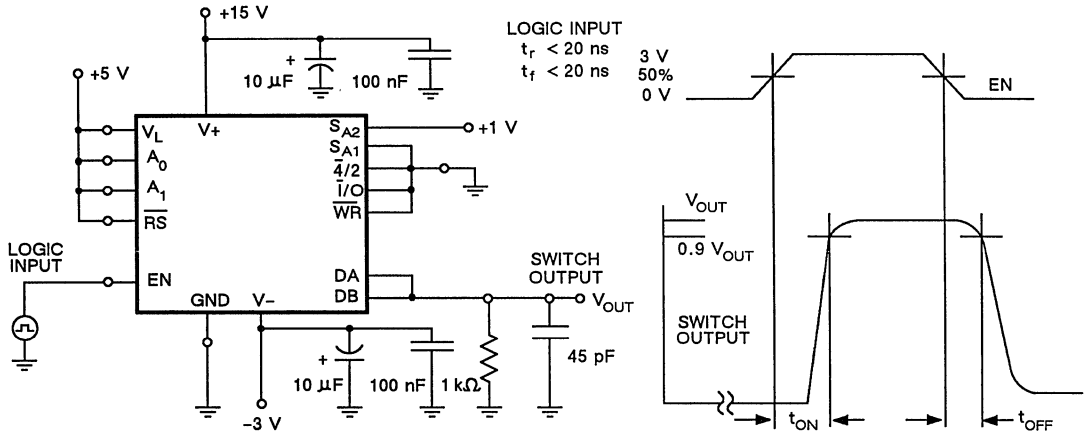 +15 V
+5 V
+
10 μF
100 nF
V+
V_L
A_0
A_1
R̅S̅
EN
GND
V−
S_A2
S_A1
4̅/2
I̅/O
W̅R̅
DA
DB
+1 V
LOGIC
INPUT
SWITCH
OUTPUT
V_OUT
+
10 μF
100 nF
1 kΩ
45 pF
−3 V
LOGIC INPUT
t_r < 20 ns
t_f < 20 ns
3 V
50%
0 V
EN
V_OUT
0.9 V_OUT
SWITCH
OUTPUT
t_ON
t_OFF